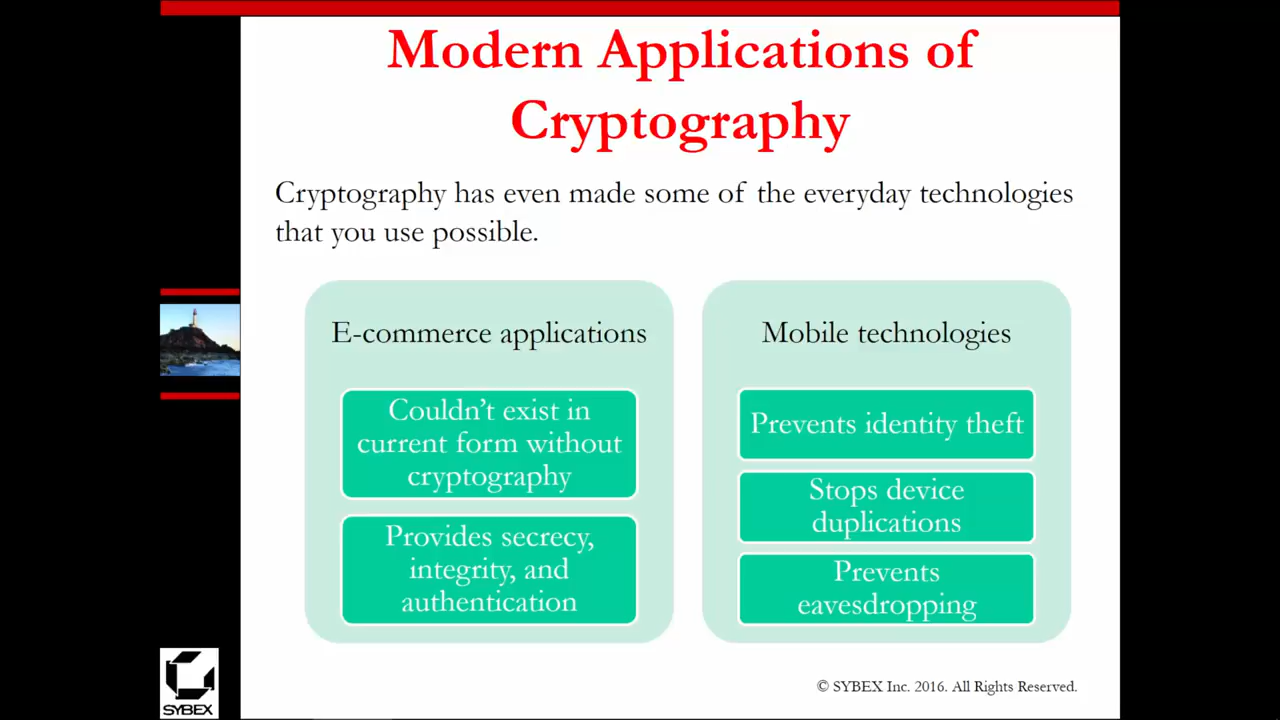 Modern Applications of
Cryptography
Cryptography has even made some of the everyday technologies
that you use possible.
E-commerce applications
Couldn't exist in
current form without
cryptography
Provides secrecy,
integrity, and
authentication
Mobile technologies
Prevents identity theft
Stops device
duplications
Prevents
eavesdropping
SYBEX
© SYBEX Inc. 2016. All Rights Reserved.